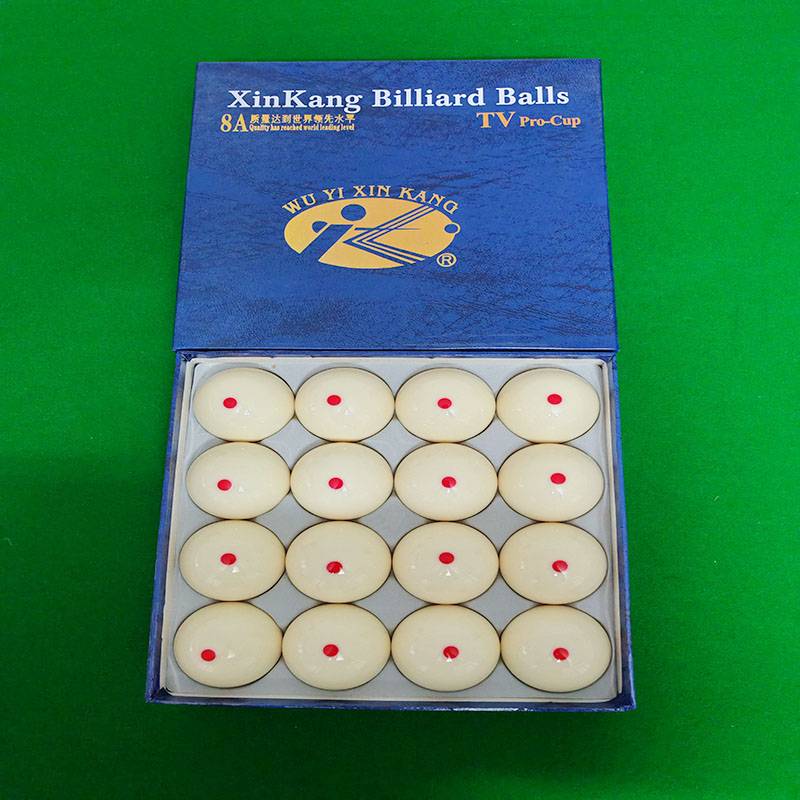 XinKang Billiard Balls
8A 质量达到世界领先水平
Quality has reached world leading level
TV Pro-Cup
WU YI XIN KANG
®